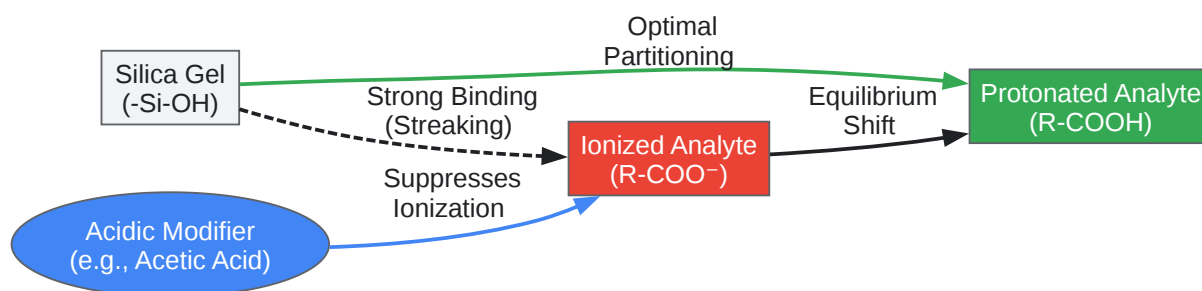 Silica Gel
(-Si-OH)
Optimal
Partitioning
Strong Binding
(Streaking)
Equilibrium
Shift
Protonated Analyte
(R-COOH)
Ionized Analyte
(R-COO⁻)
Suppresses
Ionization
Acidic Modifier
(e.g., Acetic Acid)